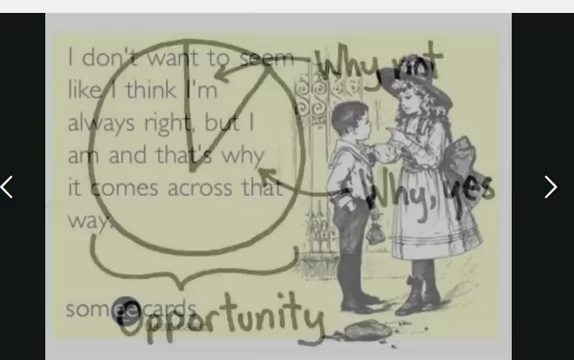 I don't want to seem
like I think I'm
always right, but I
am and that's why
it comes across that
way.
Why not
Why, yes
someecards
Opportunity